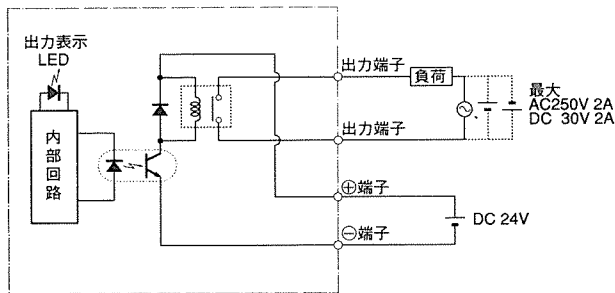 出力表示
LED
内部回路
出力端子
負荷
出力端子
最大
AC250V 2A
DC 30V 2A
⊕端子
⊖端子
DC 24V